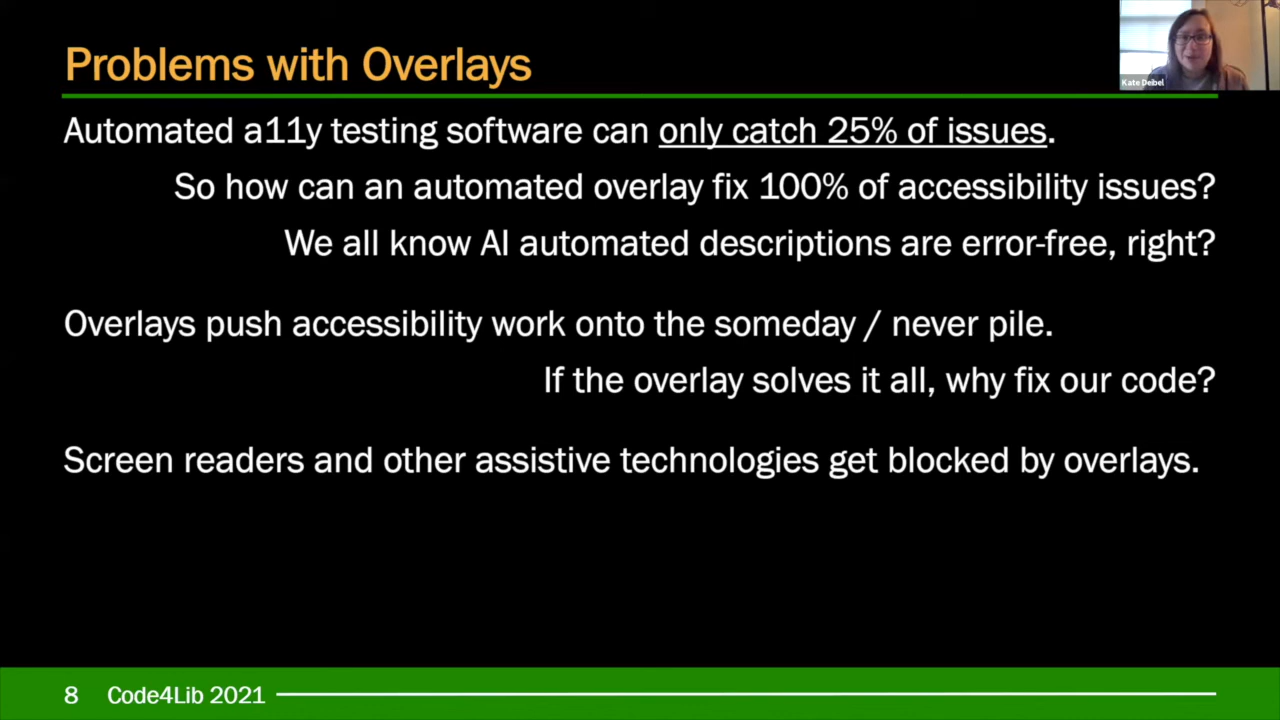 Problems with Overlays
Kate Deibel
Automated a11y testing software can only catch 25% of issues.
So how can an automated overlay fix 100% of accessibility issues?
We all know AI automated descriptions are error-free, right?
Overlays push accessibility work onto the someday / never pile.
If the overlay solves it all, why fix our code?
Screen readers and other assistive technologies get blocked by overlays.
8 Code4Lib 2021